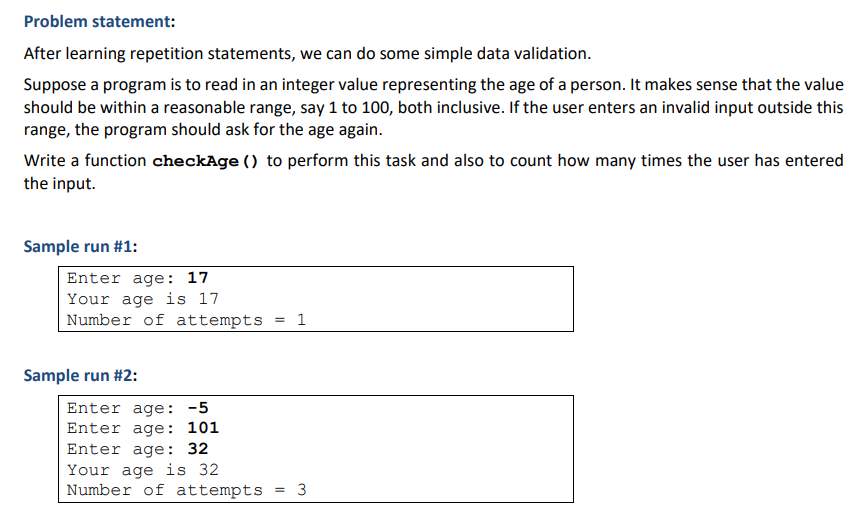 Problem statement:
After learning repetition statements, we can do some simple data validation.
Suppose a program is to read in an integer value representing the age of a person. It makes sense that the value
should be within a reasonable range, say 1 to 100, both inclusive. If the user enters an invalid input outside this
range, the program should ask for the age again.
Write a function checkAge() to perform this task and also to count how many times the user has entered
the input.
Sample run #1:
Enter age: 17
Your age is 17
Number of attempts = 1
Sample run #2:
Enter age: -5
Enter age: 101
Enter age: 32
Your age is 32
Number of attempts = 3